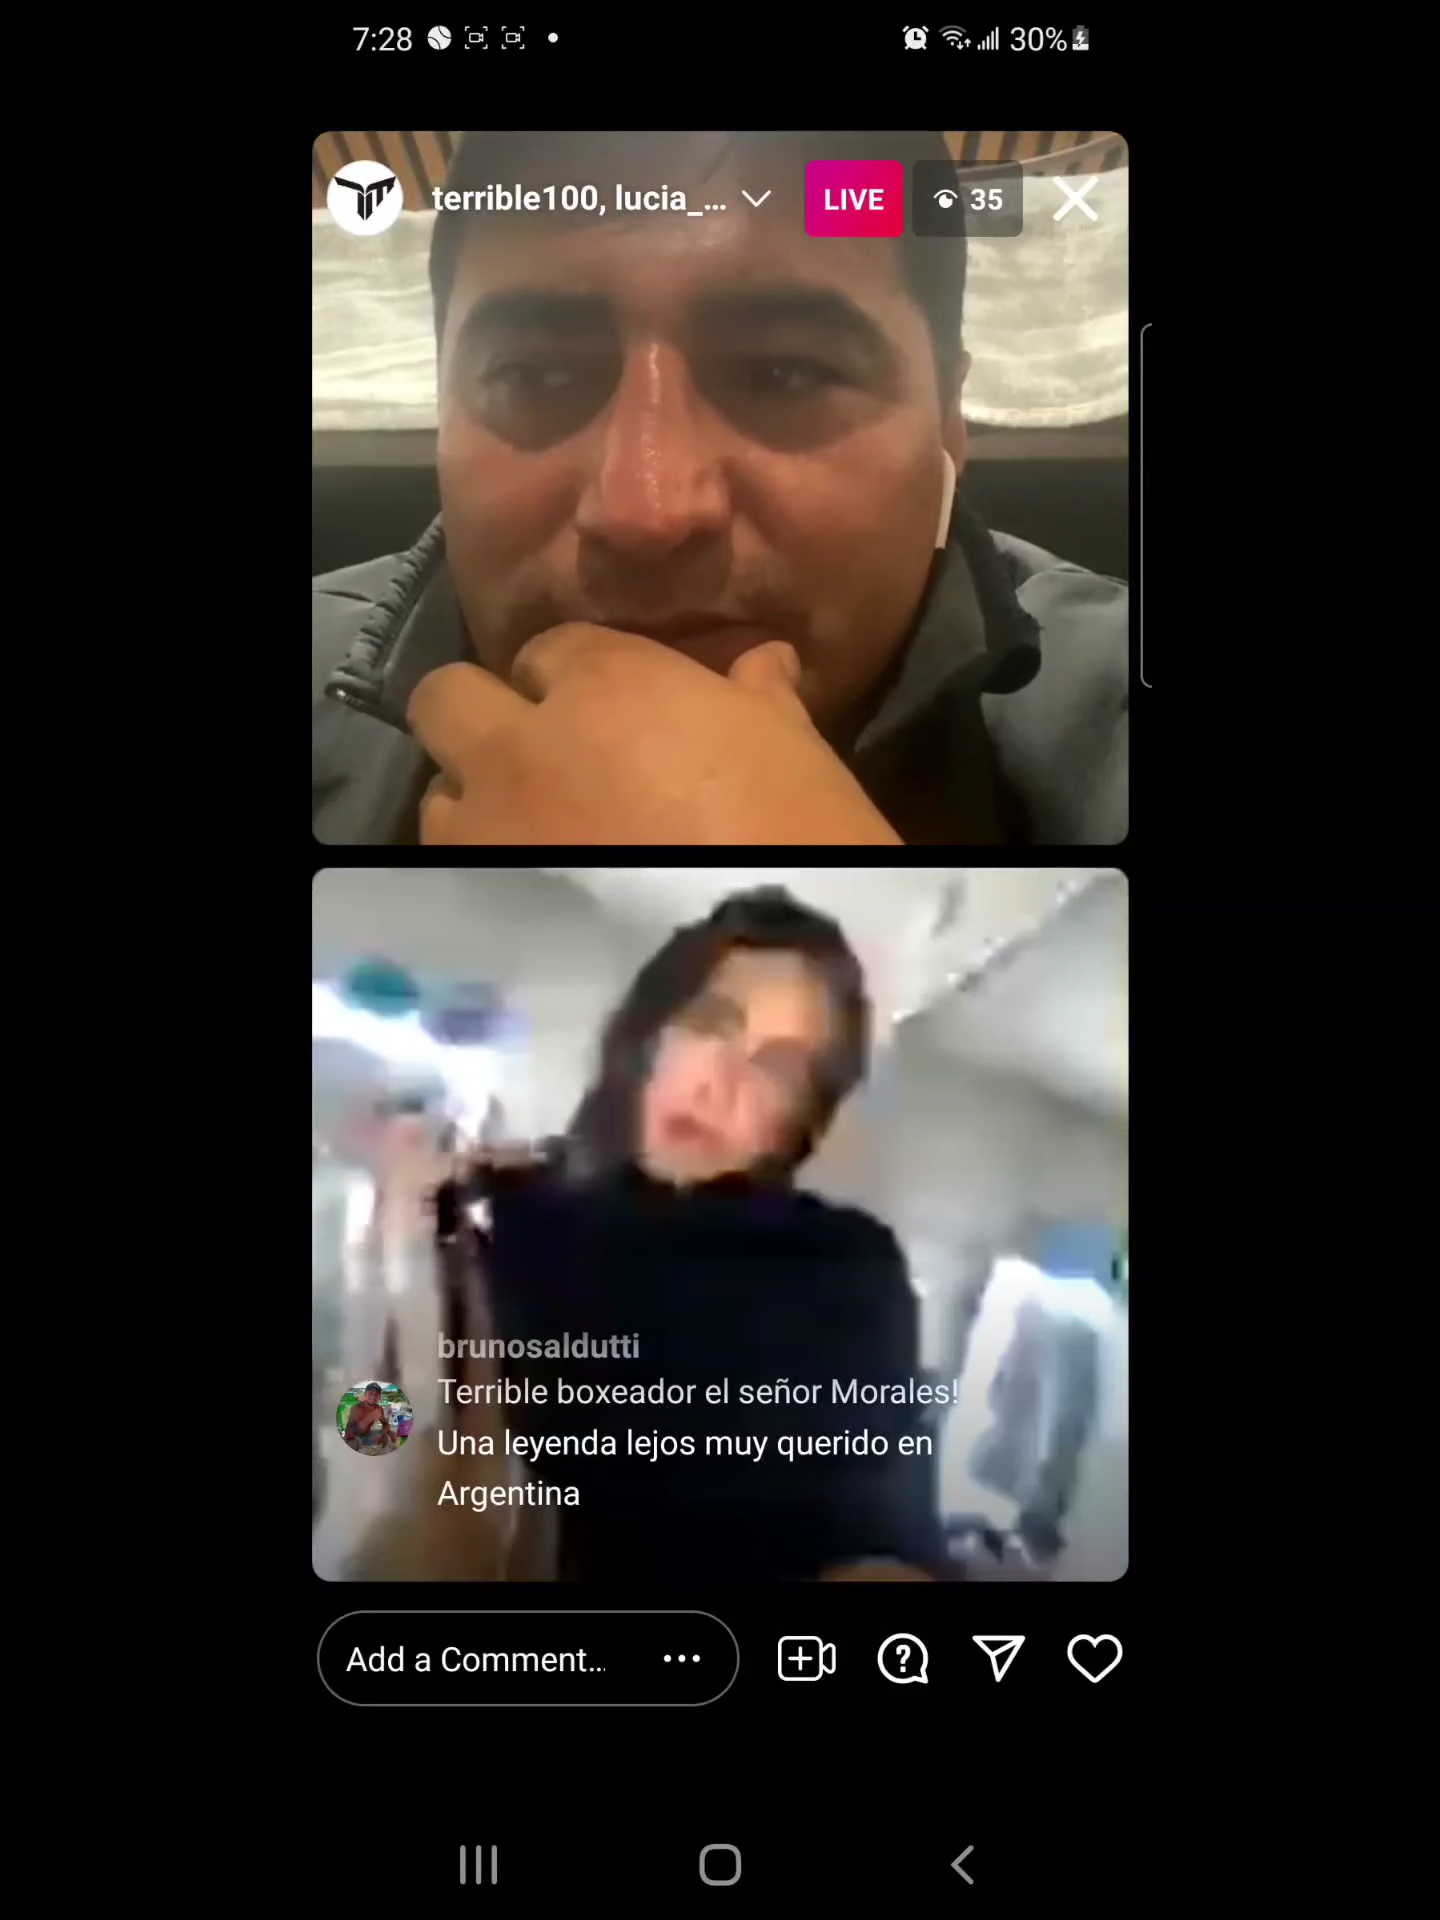 7:28
30%
terrible100, lucia_...
LIVE
35
brunosaldutti
Terrible boxeador el señor Morales!
Una leyenda lejos muy querido en
Argentina
Add a Comment...